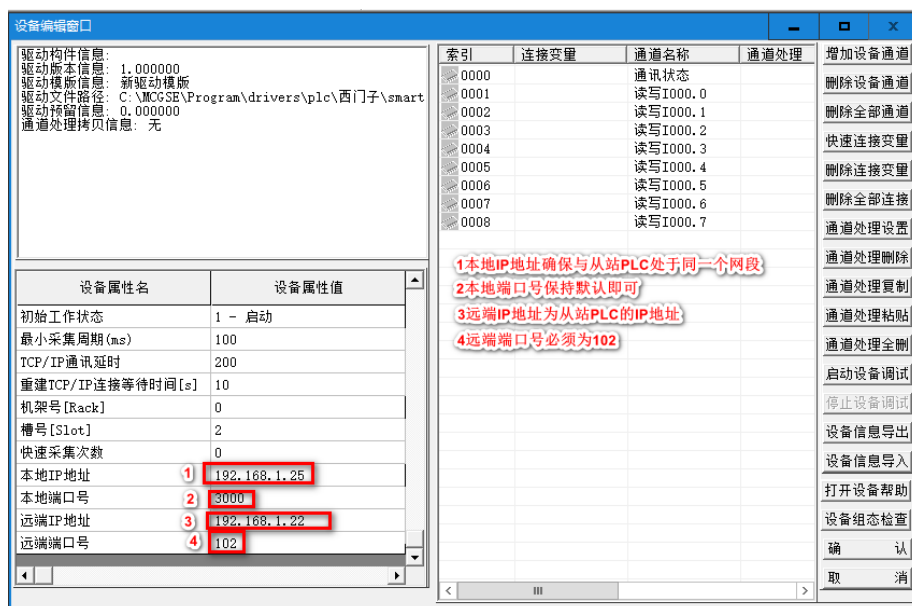 设备编辑窗口
驱动构件信息:
驱动版本信息: 1.000000
驱动模版信息: 新驱动模版
驱动文件路径: C:\MCGSE\Program\drivers\plc\西门子\smart
驱动预留信息: 0.000000
通道处理拷贝信息: 无
索引 连接变量 通道名称 通道处理
0000 通讯状态
0001 读写I000.0
0002 读写I000.1
0003 读写I000.2
0004 读写I000.3
0005 读写I000.4
0006 读写I000.5
0007 读写I000.6
0008 读写I000.7
1本地IP地址确保与从站PLC处于同一个网段
2本地端口号保持默认即可
3远端IP地址为从站PLC的IP地址
4远端端口号必须为102
设备属性名 设备属性值
初始工作状态 1 - 启动
最小采集周期(ms) 100
TCP/IP通讯延时 200
重建TCP/IP连接等待时间[s] 10
机架号[Rack] 0
槽号[Slot] 2
快速采集次数 0
本地IP地址 1 192.168.1.25
本地端口号 2 3000
远端IP地址 3 192.168.1.22
远端端口号 4 102
增加设备通道
删除设备通道
删除全部通道
快速连接变量
删除连接变量
删除全部连接
通道处理设置
通道处理删除
通道处理复制
通道处理粘贴
通道处理全删
启动设备调试
停止设备调试
设备信息导出
设备信息导入
打开设备帮助
设备组态检查
确 认
取 消